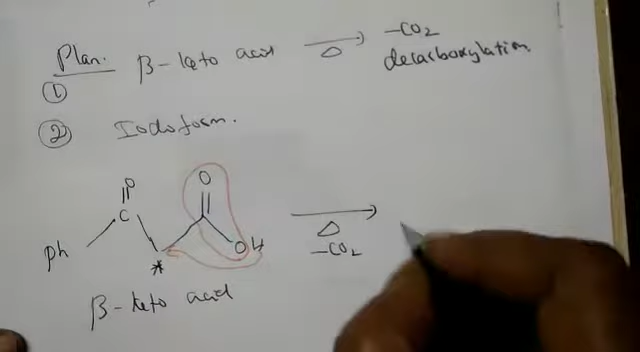 Plan. β-keto acid △ -CO2
① decarboxylation.
② Iodoform.
O O
C
Ph * OH △
-CO2
β-keto acid